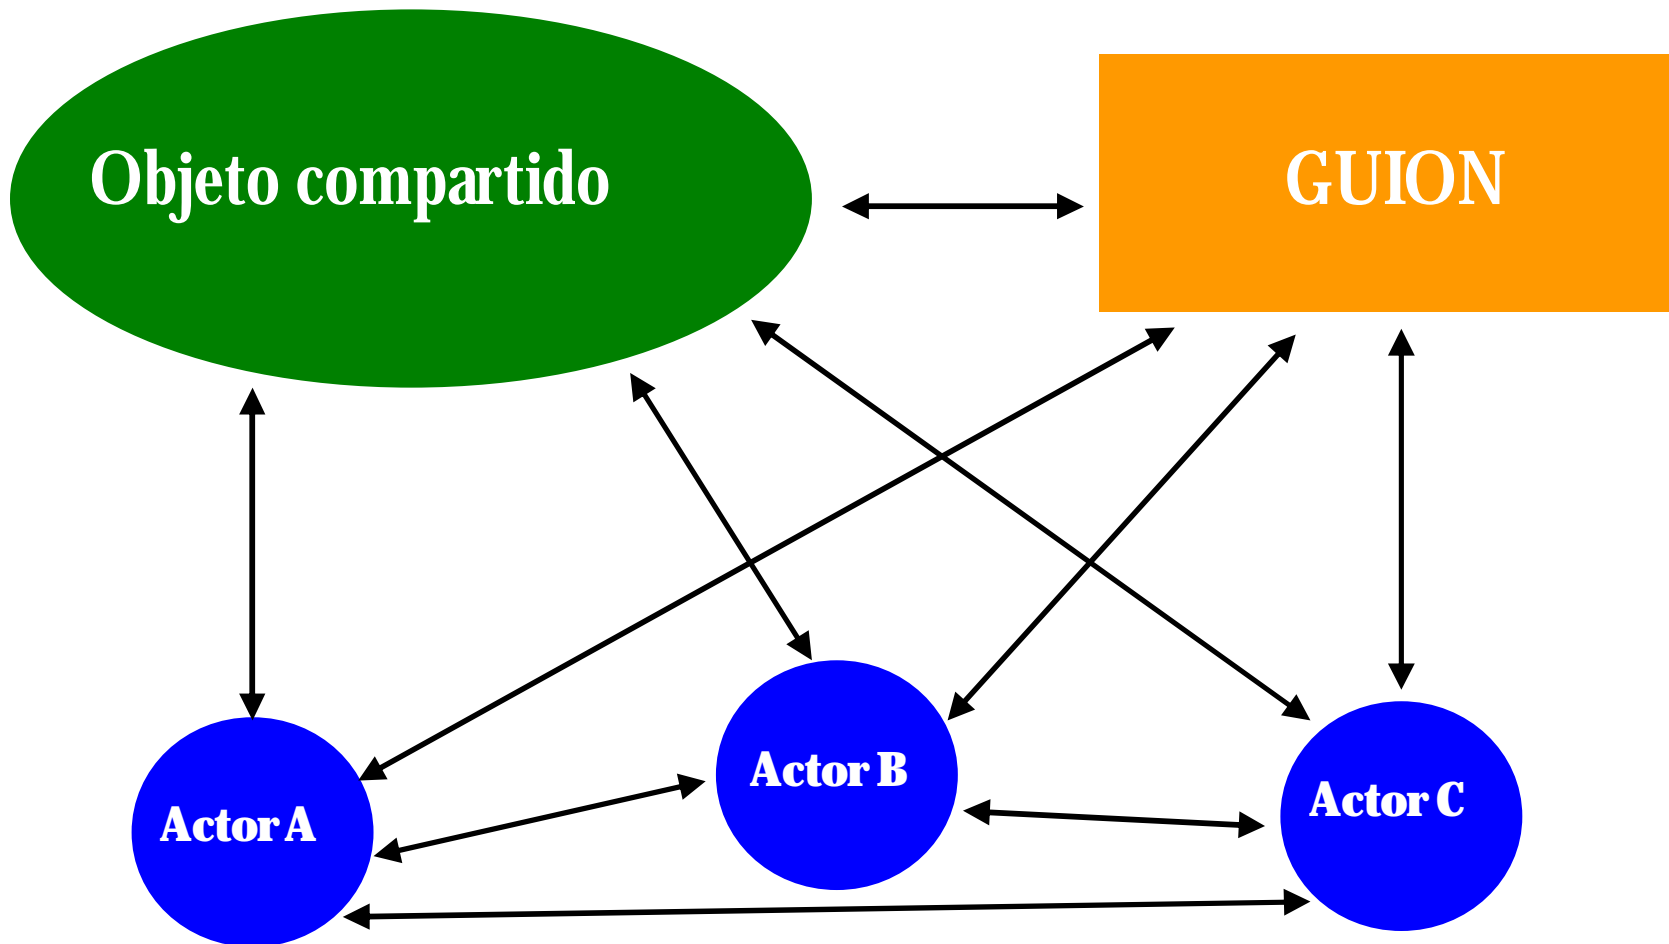 Objeto compartido
GUION
Actor A
Actor B
Actor C